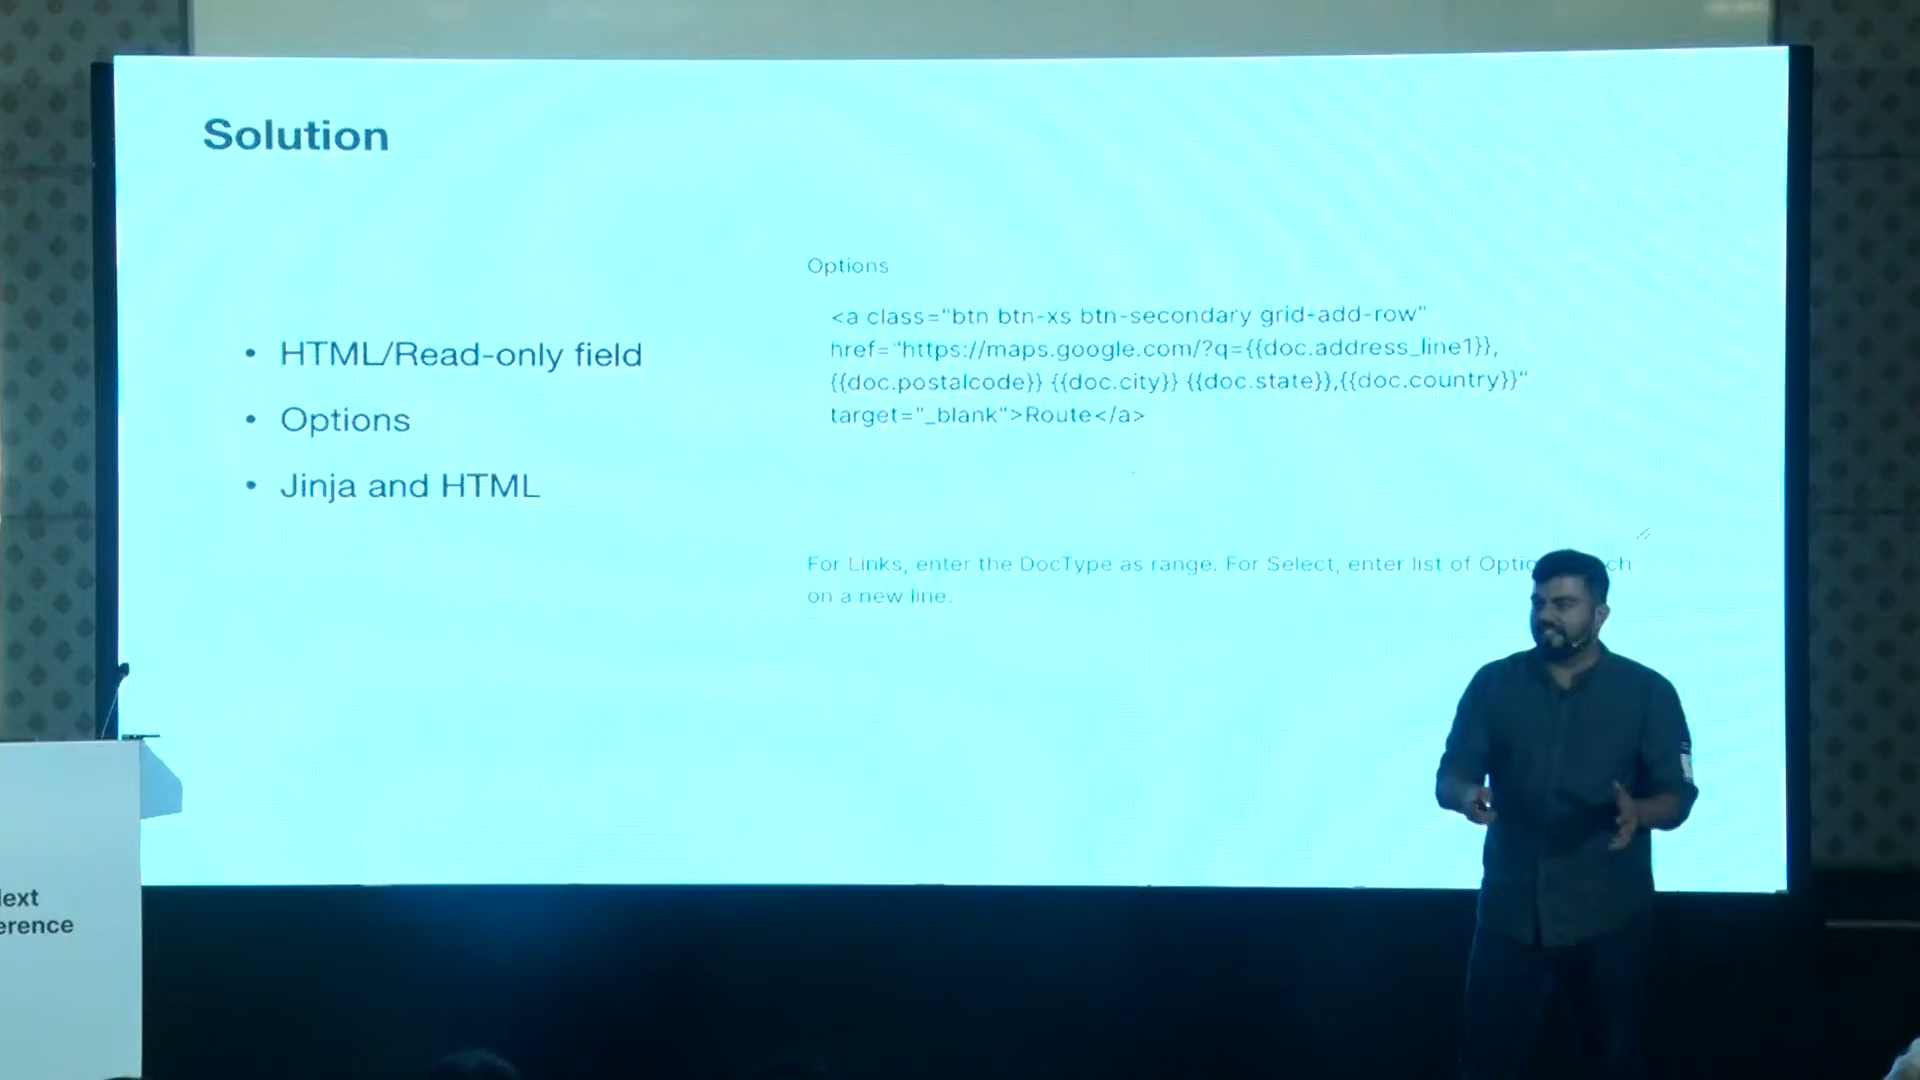 Solution
• HTML/Read-only field
• Options
• Jinja and HTML
Options
<a class="btn btn-xs btn-secondary grid-add-row"
href="https://maps.google.com/?q={{doc.address_line1}},
{{doc.postalcode}} {{doc.city}} {{doc.state}},{{doc.country}}"
target="_blank">Route</a>
For Links, enter the DocType as range. For Select, enter list of
on a new line.